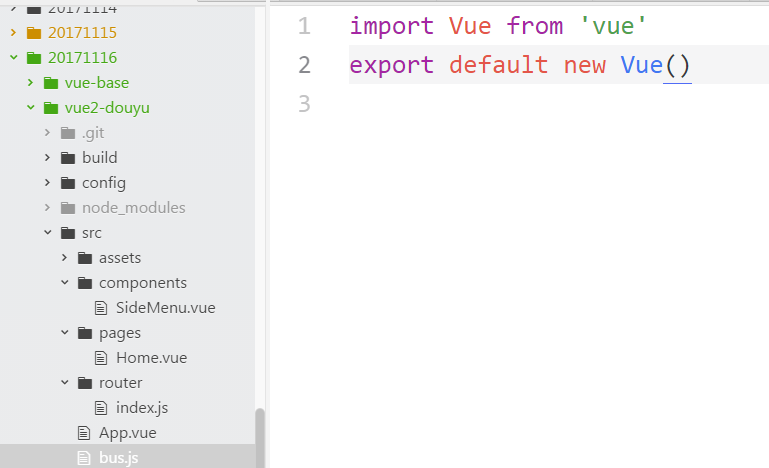 20171114
20171115
20171116
vue-base
vue2-douyu
.git
build
config
node_modules
src
assets
components
SideMenu.vue
pages
Home.vue
router
index.js
App.vue
bus.js
1 import Vue from 'vue'
2 export default new Vue()
3